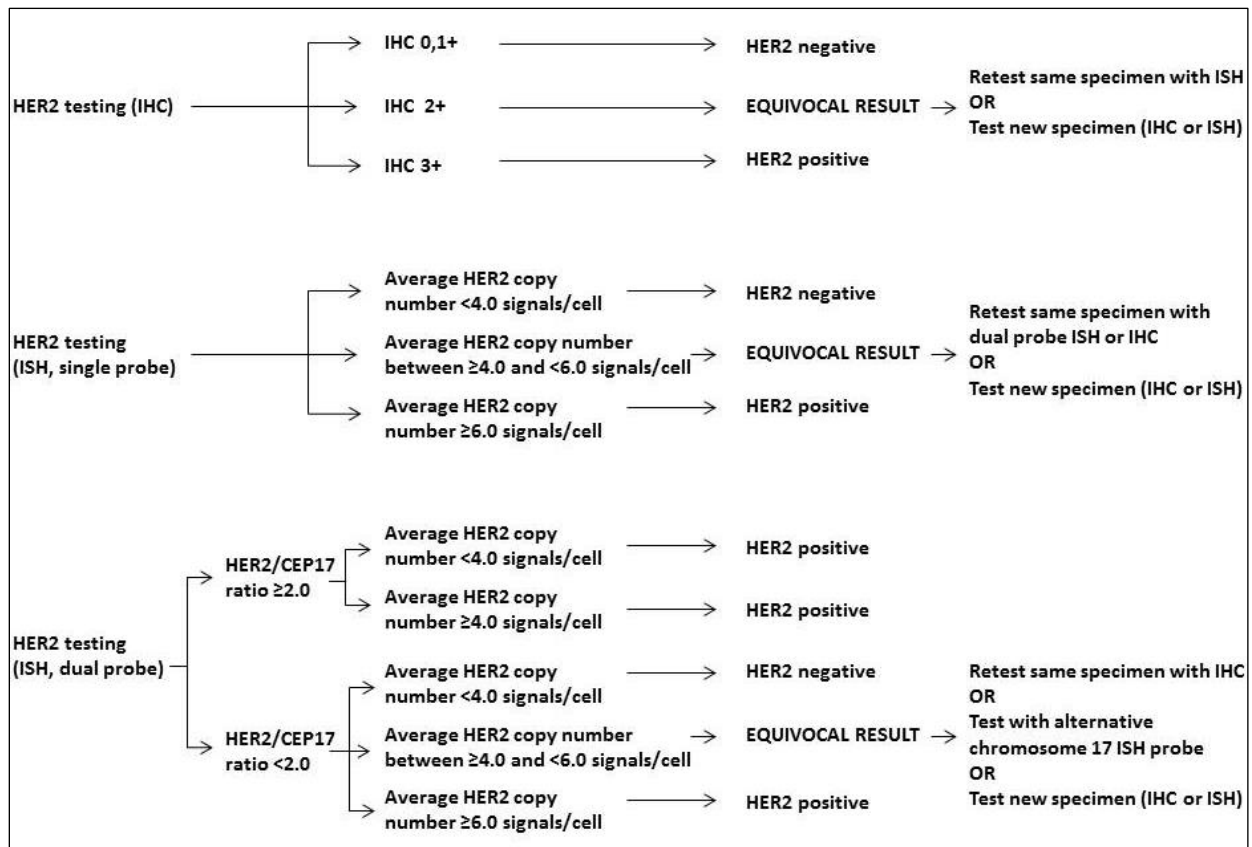 HER2 testing (IHC)
IHC 0,1+
HER2 negative
IHC 2+
EQUIVOCAL RESULT
Retest same specimen with ISH
OR
Test new specimen (IHC or ISH)
IHC 3+
HER2 positive
HER2 testing
(ISH, single probe)
Average HER2 copy
number <4.0 signals/cell
HER2 negative
Average HER2 copy number
between ≥4.0 and <6.0 signals/cell
EQUIVOCAL RESULT
Retest same specimen with
dual probe ISH or IHC
OR
Test new specimen (IHC or ISH)
Average HER2 copy
number ≥6.0 signals/cell
HER2 positive
HER2 testing
(ISH, dual probe)
HER2/CEP17
ratio ≥2.0
Average HER2 copy
number <4.0 signals/cell
HER2 positive
Average HER2 copy
number ≥4.0 signals/cell
HER2 positive
HER2/CEP17
ratio <2.0
Average HER2 copy
number <4.0 signals/cell
HER2 negative
Average HER2 copy number
between ≥4.0 and <6.0 signals/cell
EQUIVOCAL RESULT
Retest same specimen with IHC
OR
Test with alternative
chromosome 17 ISH probe
OR
Test new specimen (IHC or ISH)
Average HER2 copy
number ≥6.0 signals/cell
HER2 positive